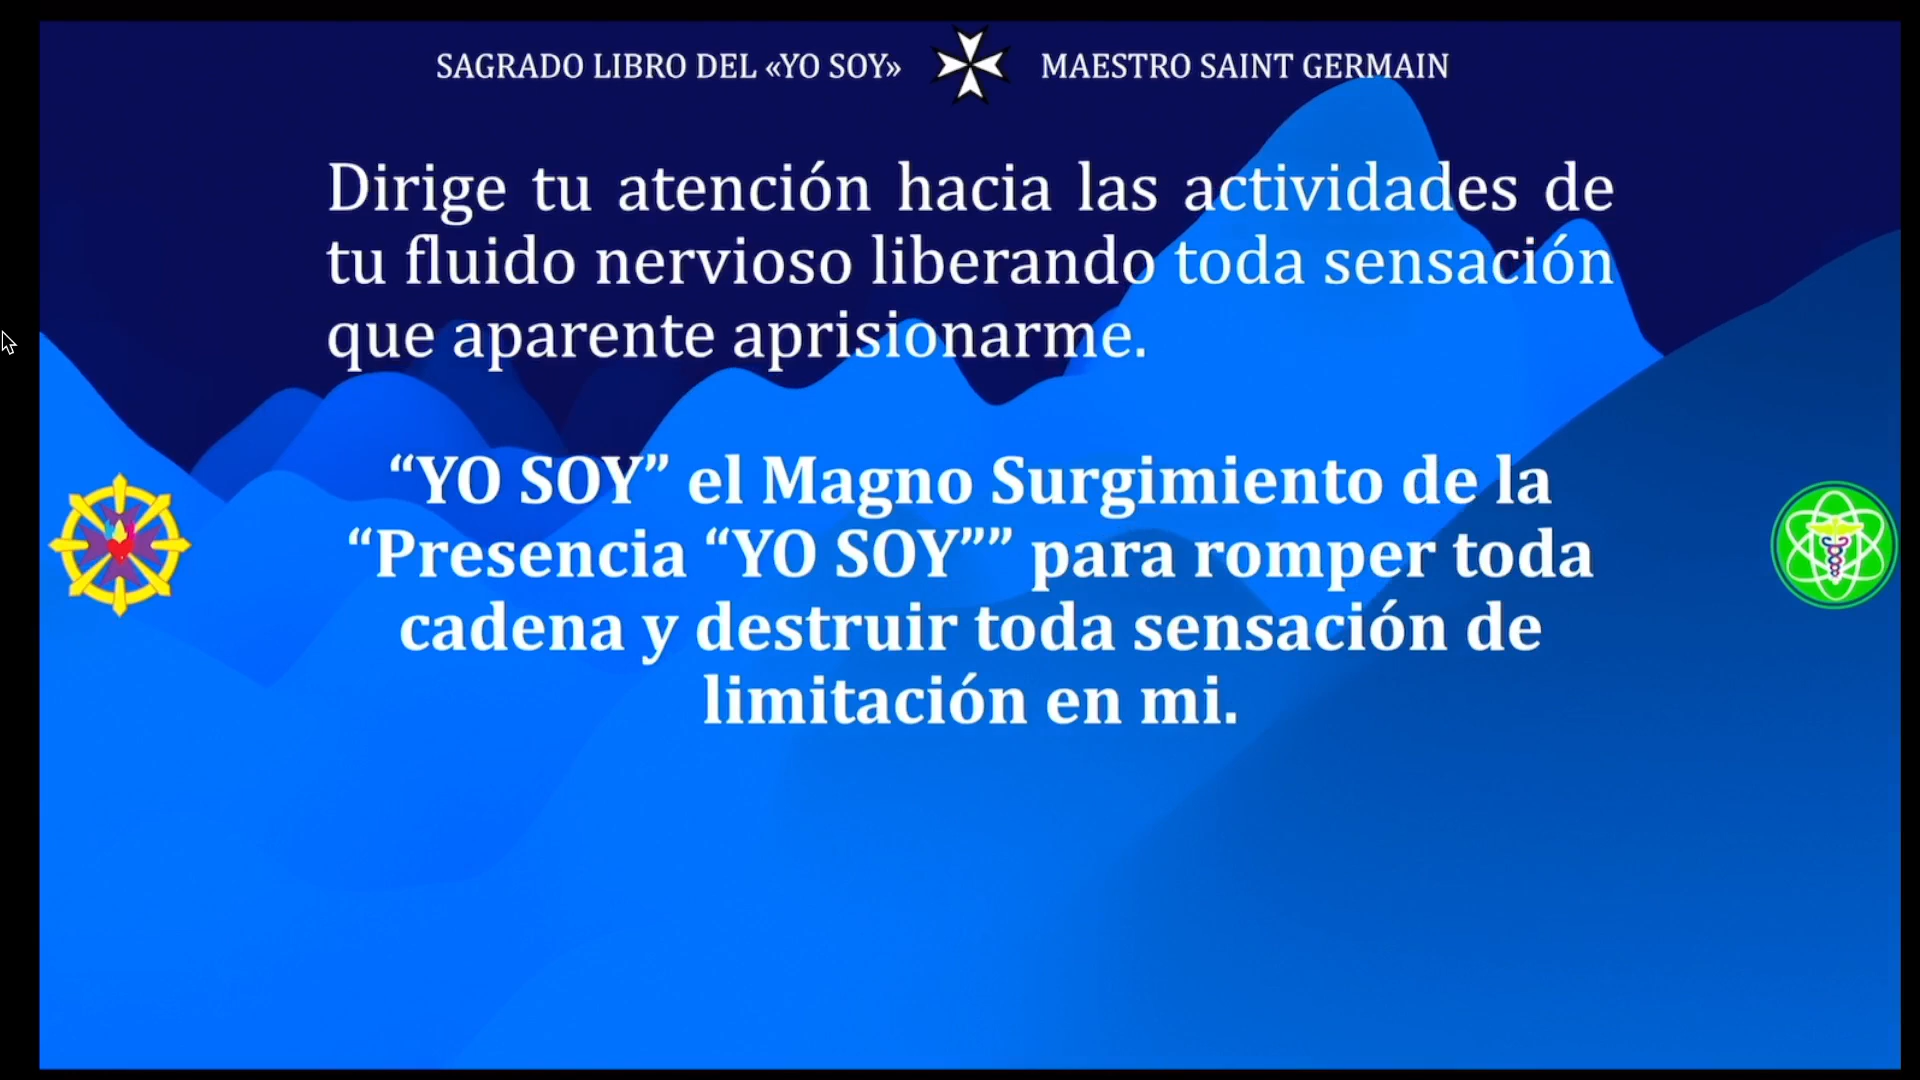 SAGRADO LIBRO DEL «YO SOY» MAESTRO SAINT GERMAIN
Dirige tu atención hacia las actividades de
tu fluido nervioso liberando toda sensación
que aparente aprisionarme.
“YO SOY” el Magno Surgimiento de la
“Presencia “YO SOY”” para romper toda
cadena y destruir toda sensación de
limitación en mi.